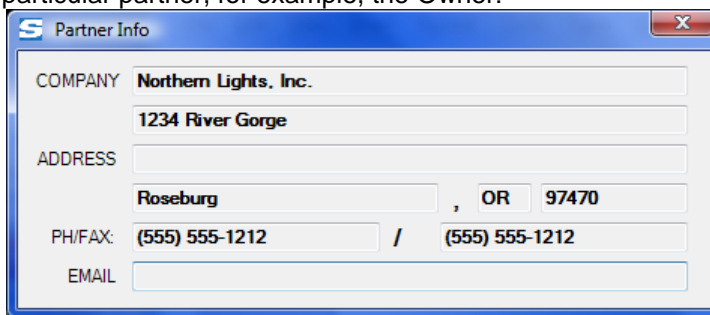 particular partner, for example, the Owner.
Partner Info
COMPANY Northern Lights, Inc.
1234 River Gorge
ADDRESS
Roseburg , OR 97470
PH/FAX: (555) 555-1212 / (555) 555-1212
EMAIL